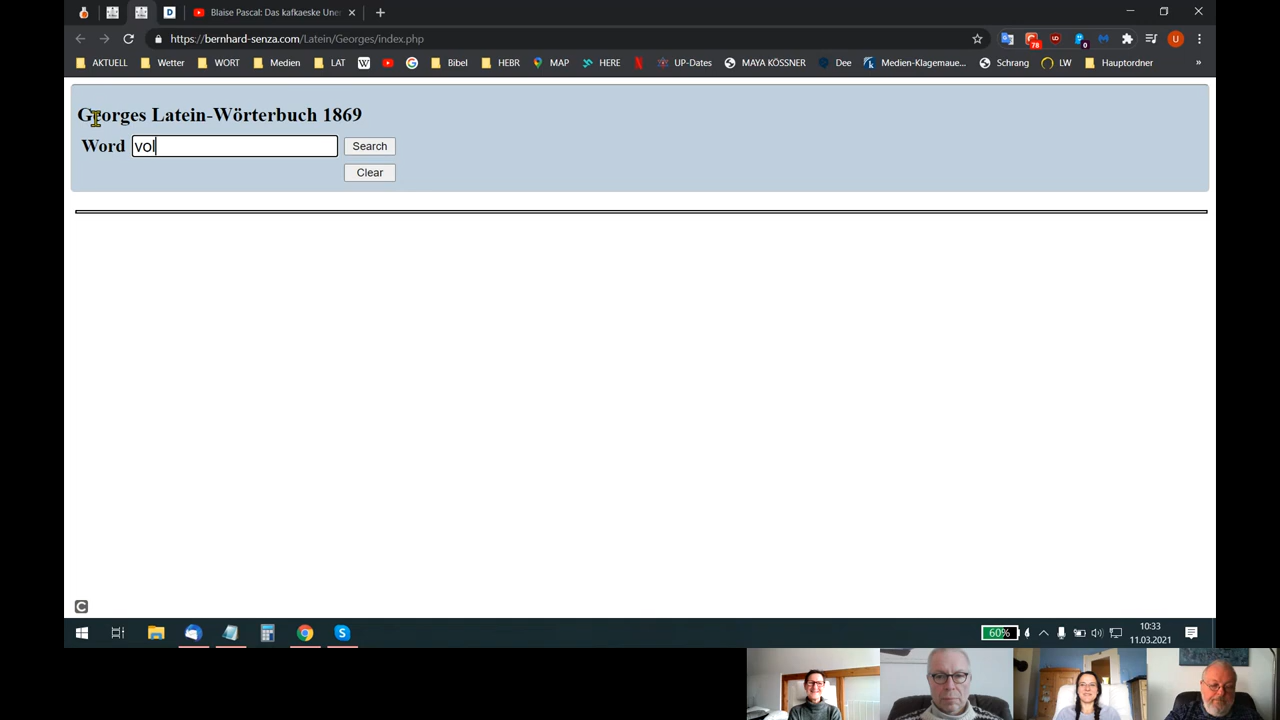 Blaise Pascal: Das kafkaeske Une
https://bernhard-senza.com/Latein/Georges/index.php
AKTUELL Wetter WORT Medien LAT Bibel HEBR MAP HERE UP-Dates MAYA KÖSSNER Dee Medien-Klagemaue... Schrang LW Hauptordner »
Georges Latein-Wörterbuch 1869
Word vol Search
Clear
60% 10:33
11.03.2021